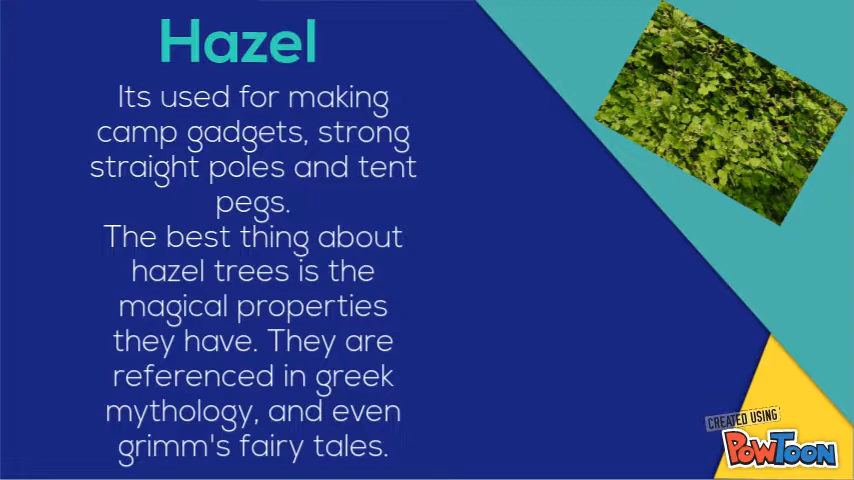 Hazel
Its used for making
camp gadgets, strong
straight poles and tent
pegs.
The best thing about
hazel trees is the
magical properties
they have. They are
referenced in greek
mythology, and even
grimm's fairy tales.
CREATED USING
POWTOON